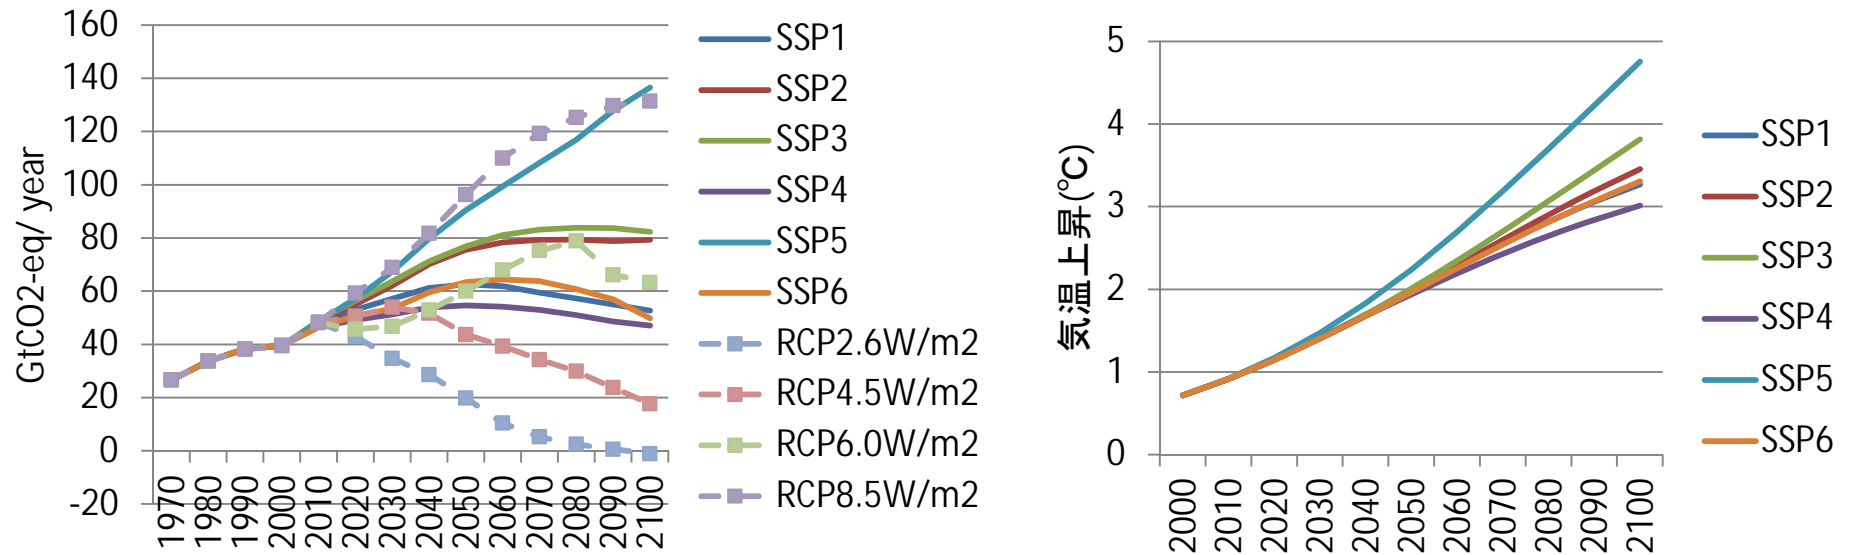 GtCO2-eq/ year
160
140
120
100
80
60
40
20
0
-20
1970
1980
1990
2000
2010
2020
2030
2040
2050
2060
2070
2080
2090
2100
SSP1
SSP2
SSP3
SSP4
SSP5
SSP6
RCP2.6W/m2
RCP4.5W/m2
RCP6.0W/m2
RCP8.5W/m2
気温上昇(℃)
5
4
3
2
1
0
2000
2010
2020
2030
2040
2050
2060
2070
2080
2090
2100
SSP1
SSP2
SSP3
SSP4
SSP5
SSP6